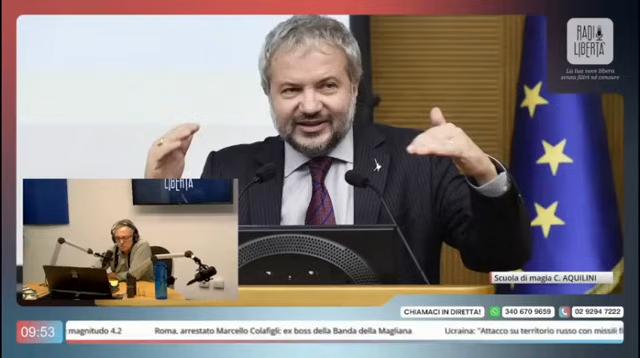 RADIO
LIBERTÀ
La tua voce libera
senza filtri né censure
LIBERTÀ
Scuola di magia C. AQUILINI
CHIAMACI IN DIRETTA! 340 670 9659 02 9294 7222
09:53 magnitudo 4.2 Roma, arrestato Marcello Colafigli: ex boss della Banda della Magliana Ucraina: "Attacco su territorio russo con missili f